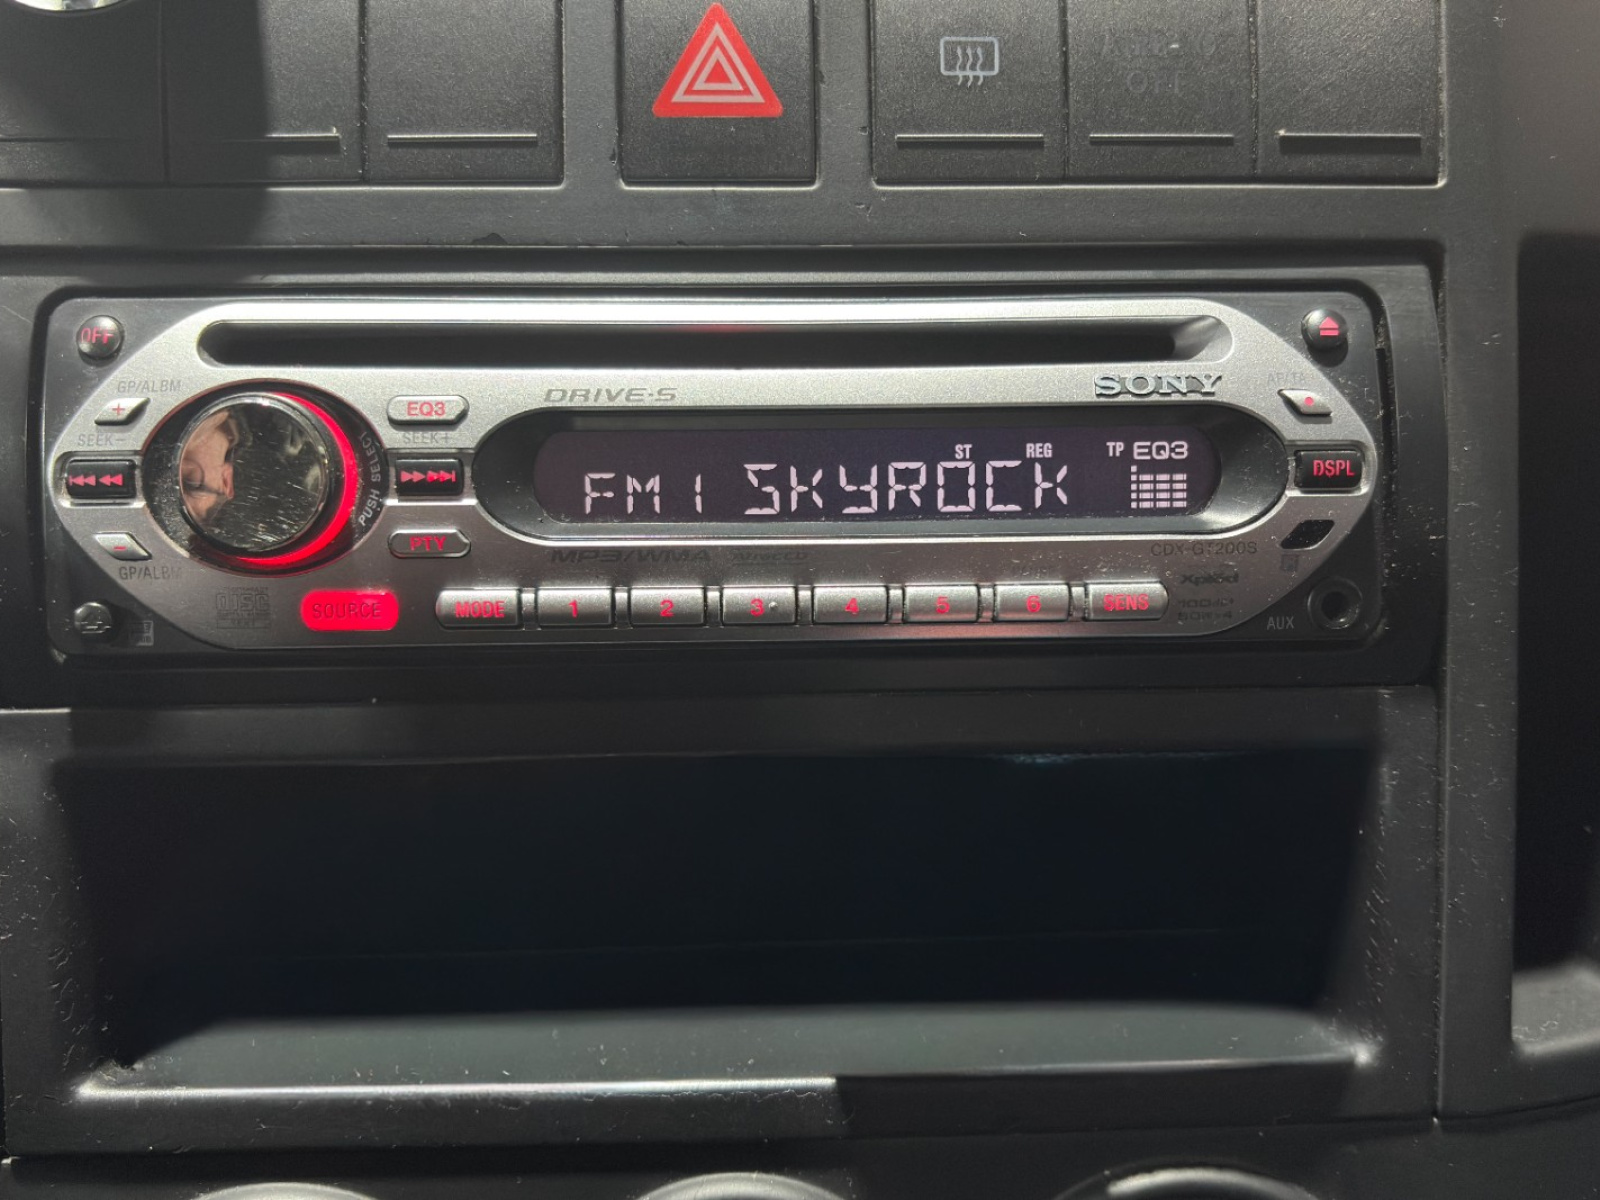 OFF
GP/ALBM
+
SEEK-
EQ3
SEEK+
PUSH SELECT
DRIVE·S
SONY
FM1 SKYROCK
ST
REG
TP EQ3
DSPL
-
GP/ALBM
PTY
MP3/WMA
CDX-GT200S
SOURCE
MODE
1
2
3
4
5
6
SENS
Xplod
AUX